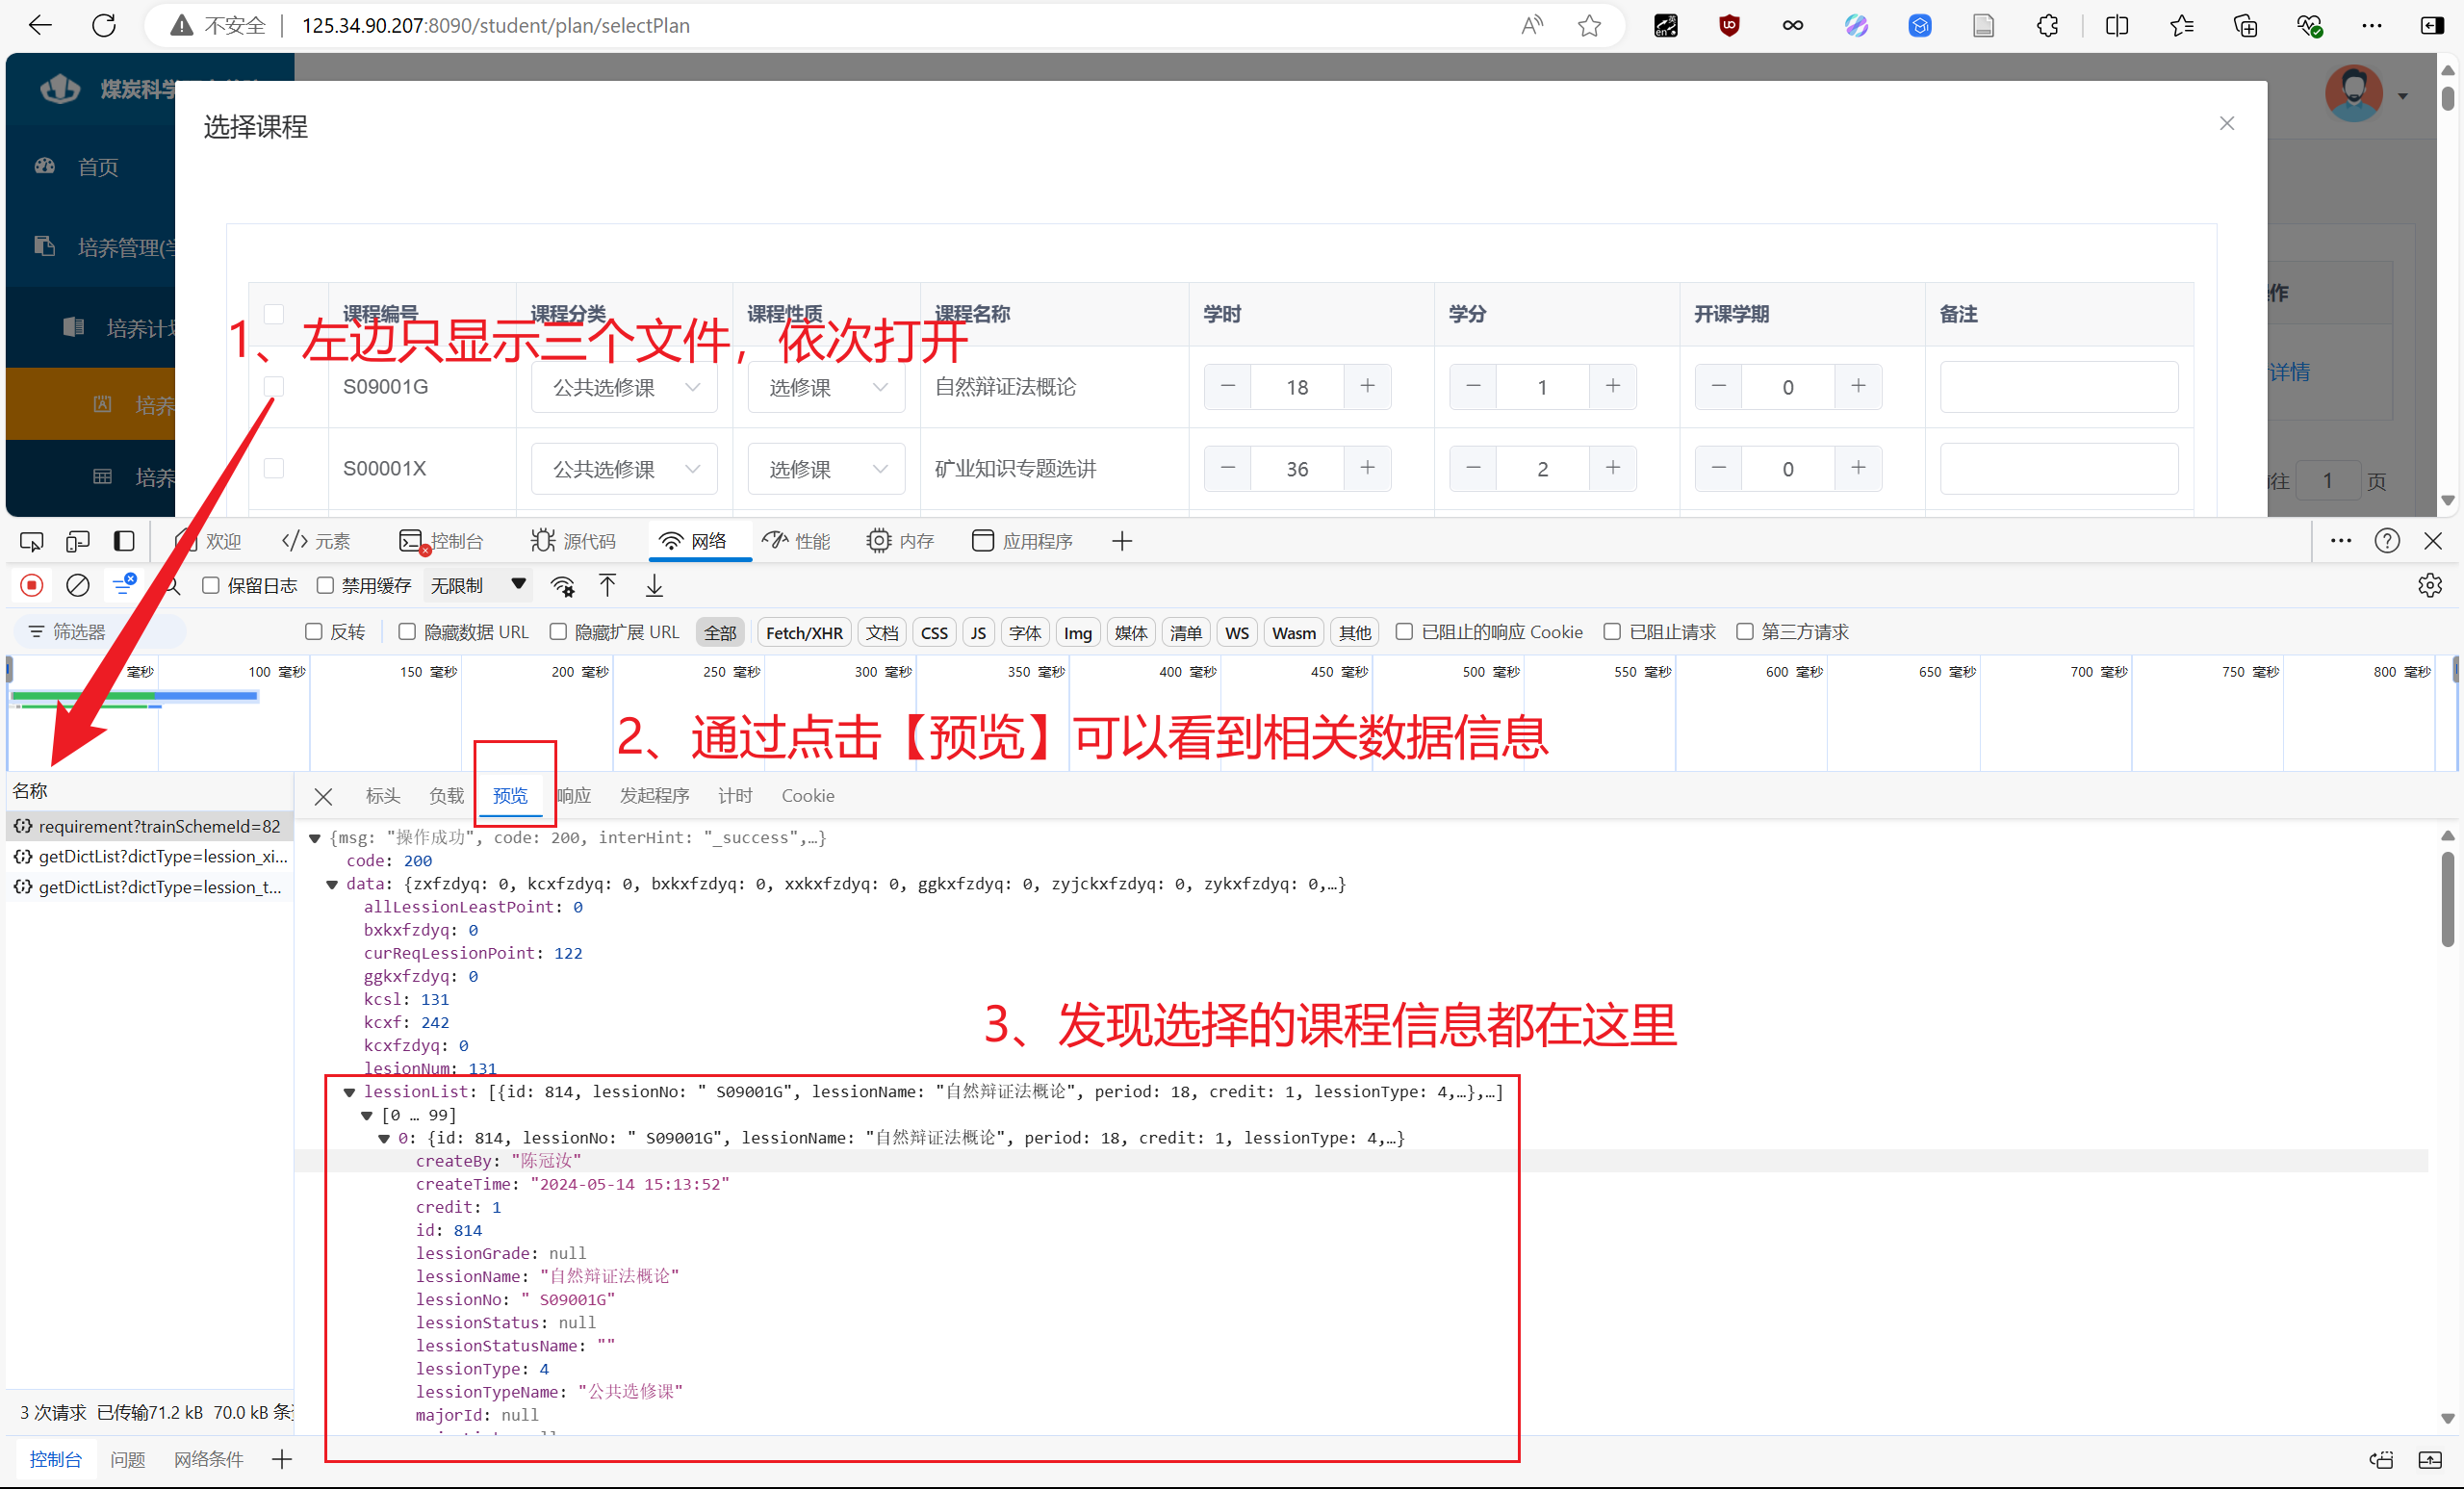 不安全
125.34.90.207:8090/student/plan/selectPlan
煤炭科学
选择课程
首页
培养管理(学
培养计划
培养
培养
课程编号 课程分类 课程性质 课程名称 学时 学分 开课学期 备注
作
1、左边只显示三个文件，依次打开
S09001G 公共选修课 选修课 自然辩证法概论 18 1 0
详情
S00001X 公共选修课 选修课 矿业知识专题选讲 36 2 0
往 1 页
欢迎 元素 控制台 源代码 网络 性能 内存 应用程序
保留日志 禁用缓存 无限制
筛选器 反转 隐藏数据 URL 隐藏扩展 URL 全部 Fetch/XHR 文档 CSS JS 字体 Img 媒体 清单 WS Wasm 其他 已阻止的响应 Cookie 已阻止请求 第三方请求
毫秒 100 毫秒 150 毫秒 200 毫秒 250 毫秒 300 毫秒 350 毫秒 400 毫秒 450 毫秒 500 毫秒 550 毫秒 600 毫秒 650 毫秒 700 毫秒 750 毫秒 800 毫秒
2、通过点击【预览】可以看到相关数据信息
名称
标头 负载 预览 响应 发起程序 计时 Cookie
requirement?trainSchemeId=82
getDictList?dictType=lession_xi...
getDictList?dictType=lession_t...
{msg: "操作成功", code: 200, interHint: "_success",…}
code: 200
data: {zxfzdyq: 0, kcxfzdyq: 0, bxkxfzdyq: 0, xxkxfzdyq: 0, ggkxfzdyq: 0, zyjckxfzdyq: 0, zykxfzdyq: 0,…}
allLessionLeastPoint: 0
bxkxfzdyq: 0
curReqLessionPoint: 122
ggkxfzdyq: 0
kcsl: 131
kcxf: 242
kcxfzdyq: 0
lesionNum: 131
3、发现选择的课程信息都在这里
lessionList: [{id: 814, lessionNo: " S09001G", lessionName: "自然辩证法概论", period: 18, credit: 1, lessionType: 4,…},…]
[0 … 99]
0: {id: 814, lessionNo: " S09001G", lessionName: "自然辩证法概论", period: 18, credit: 1, lessionType: 4,…}
createBy: "陈冠汝"
createTime: "2024-05-14 15:13:52"
credit: 1
id: 814
lessionGrade: null
lessionName: "自然辩证法概论"
lessionNo: " S09001G"
lessionStatus: null
lessionStatusName: ""
lessionType: 4
lessionTypeName: "公共选修课"
majorId: null
3 次请求 已传输71.2 kB 70.0 kB 条
控制台 问题 网络条件